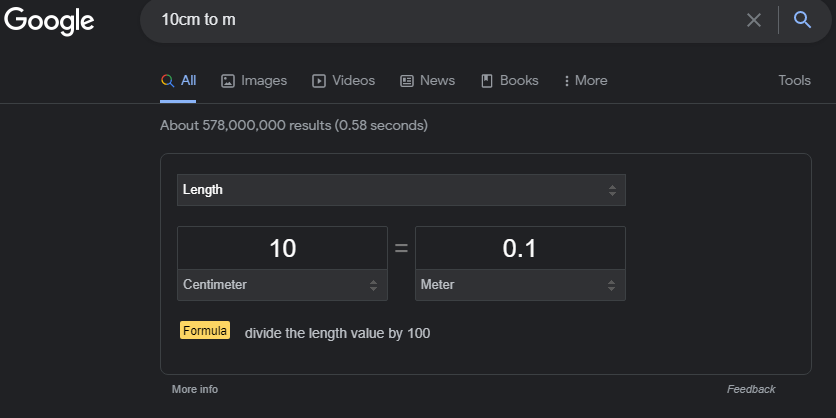 Google 10cm to m
All Images Videos News Books More Tools
About 578,000,000 results (0.58 seconds)
Length
10 = 0.1
Centimeter Meter
Formula divide the length value by 100
More info Feedback